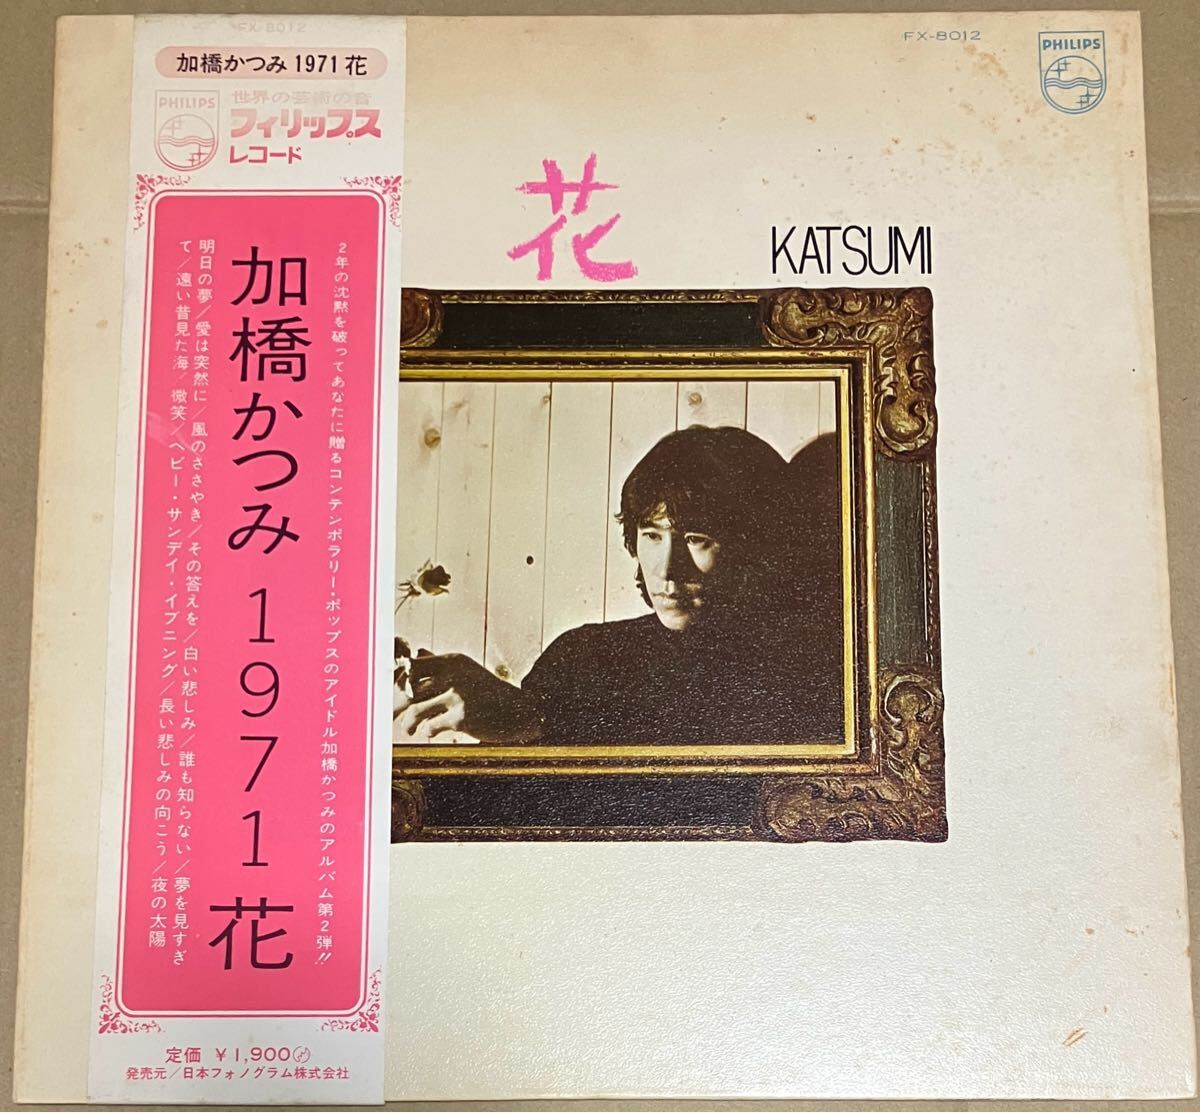 FX-8012
加橋かつみ 1971 花
PHILIPS
世界の芸術の音
フィリップス
レコード
2年の沈黙を破ってあなたに贈るコンテンポラリー・ポップスのアイドル加橋かつみのアルバム第2弾!!
加橋かつみ 1971 花
明日の夢/愛は突然に/風のささやき/その答えを/白い悲しみ/誰も知らない/夢を見すぎ
て/遠い昔見た海/微笑/ヘビー・サンデイ・イブニング/長い悲しみの向こう/夜の太陽
定価 ¥1,900
発売元/日本フォノグラム株式会社
FX-8012
PHILIPS
花
KATSUMI